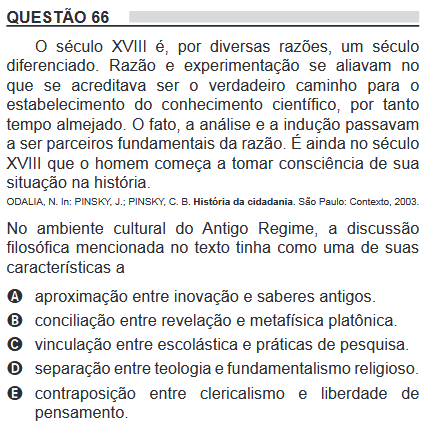 QUESTÃO 66
O século XVIII é, por diversas razões, um século
diferenciado. Razão e experimentação se aliavam no
que se acreditava ser o verdadeiro caminho para o
estabelecimento do conhecimento científico, por tanto
tempo almejado. O fato, a análise e a indução passavam
a ser parceiros fundamentais da razão. É ainda no século
XVIII que o homem começa a tomar consciência de sua
situação na história.
ODALIA, N. In: PINSKY, J.; PINSKY, C. B. História da cidadania. São Paulo: Contexto, 2003.
No ambiente cultural do Antigo Regime, a discussão
filosófica mencionada no texto tinha como uma de suas
características a
A aproximação entre inovação e saberes antigos.
B conciliação entre revelação e metafísica platônica.
C vinculação entre escolástica e práticas de pesquisa.
D separação entre teologia e fundamentalismo religioso.
E contraposição entre clericalismo e liberdade de
pensamento.